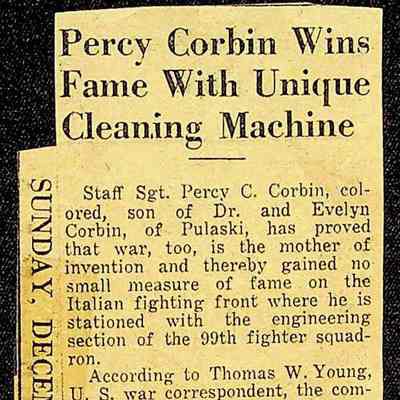 Percy Corbin Wins
Fame With Unique
Cleaning Machine
Staff Sgt. Percy C. Corbin, col-
ored, son of Dr. and Evelyn
Corbin, of Pulaski, has proved
that war, too, is the mother of
invention and thereby gained no
small measure of fame on the
Italian fighting front where he is
stationed with the engineering
section of the 99th fighter squad-
ron.
According to Thomas W. Young,
U. S. war correspondent, the com-
SUNDAY, DECE